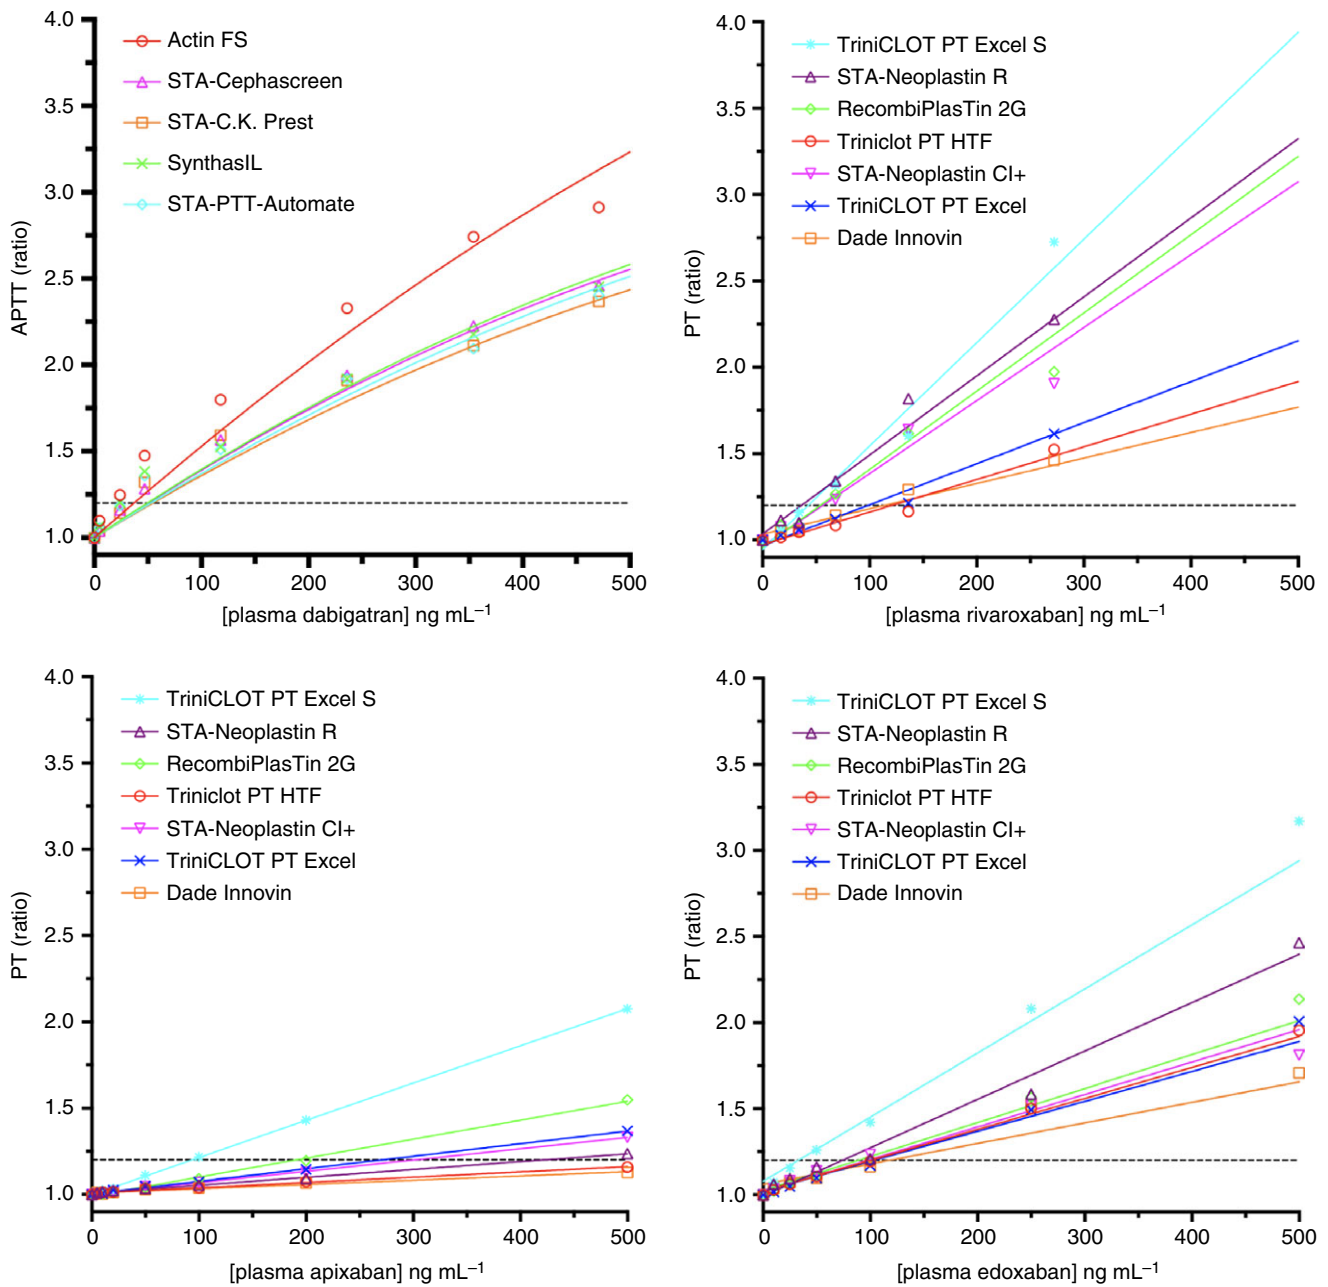 4.0
3.5
3.0
2.5
2.0
1.5
1.0
APTT (ratio)
Actin FS
STA-Cephascreen
STA-C.K. Prest
SynthasIL
STA-PTT-Automate
0 100 200 300 400 500
[plasma dabigatran] ng mL–1
4.0
3.5
3.0
2.5
2.0
1.5
1.0
PT (ratio)
TriniCLOT PT Excel S
STA-Neoplastin R
RecombiPlasTin 2G
Triniclot PT HTF
STA-Neoplastin CI+
TriniCLOT PT Excel
Dade Innovin
0 100 200 300 400 500
[plasma rivaroxaban] ng mL–1
4.0
3.5
3.0
2.5
2.0
1.5
1.0
PT (ratio)
TriniCLOT PT Excel S
STA-Neoplastin R
RecombiPlasTin 2G
Triniclot PT HTF
STA-Neoplastin CI+
TriniCLOT PT Excel
Dade Innovin
0 100 200 300 400 500
[plasma apixaban] ng mL–1
4.0
3.5
3.0
2.5
2.0
1.5
1.0
PT (ratio)
TriniCLOT PT Excel S
STA-Neoplastin R
RecombiPlasTin 2G
Triniclot PT HTF
STA-Neoplastin CI+
TriniCLOT PT Excel
Dade Innovin
0 100 200 300 400 500
[plasma edoxaban] ng mL–1